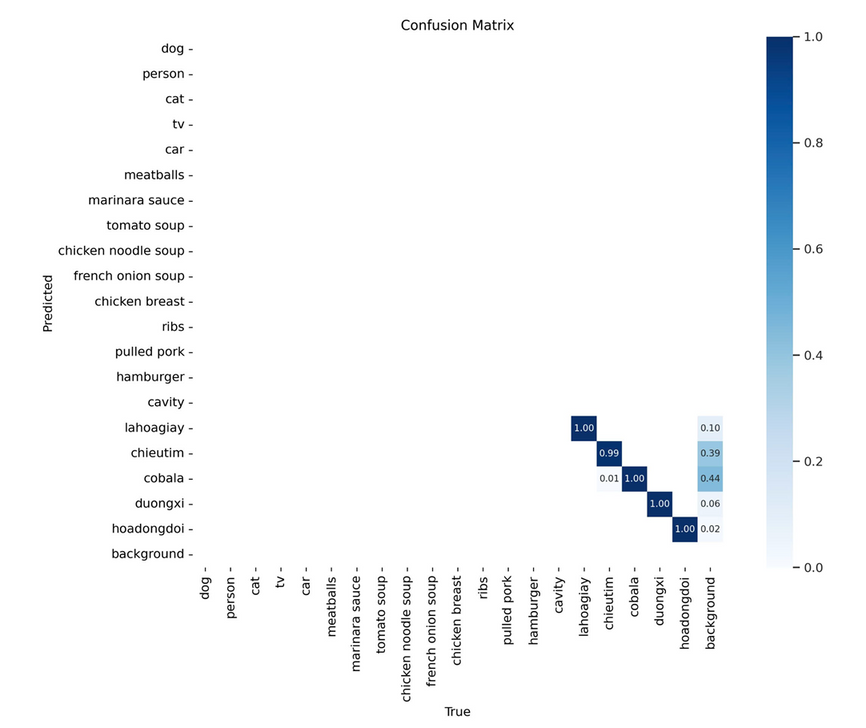 Confusion Matrix
dog
person
cat
tv
car
meatballs
marinara sauce
tomato soup
chicken noodle soup
french onion soup
chicken breast
ribs
pulled pork
hamburger
cavity
lahoagiay 1.00 0.10
chieutim 0.99 0.39
cobala 0.01 1.00 0.44
duongxi 1.00 0.06
hoadongdoi 1.00 0.02
background
Predicted
dog
person
cat
tv
car
meatballs
marinara sauce
tomato soup
chicken noodle soup
french onion soup
chicken breast
ribs
pulled pork
hamburger
cavity
lahoagiay
chieutim
cobala
duongxi
hoadongdoi
background
True
1.0
0.8
0.6
0.4
0.2
0.0